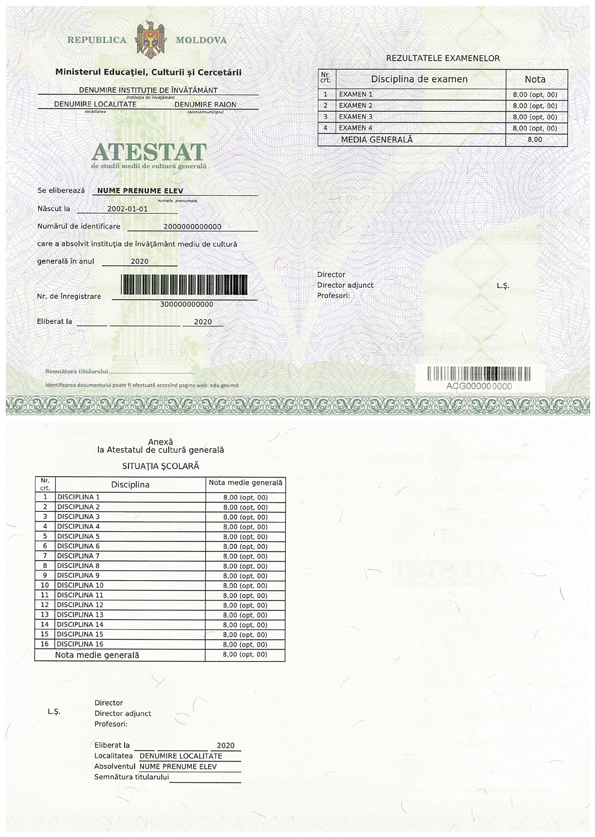 REPUBLICA MOLDOVA
Ministerul Educației, Culturii și Cercetării
DENUMIRE INSTITUȚIE DE ÎNVĂȚĂMÂNT
instituția de învățământ
DENUMIRE LOCALITATE DENUMIRE RAION
localitatea raionul/municipiul
ATESTAT
de studii medii de cultură generală
Se eliberează NUME PRENUME ELEV
numele, prenumele
Născut la 2002-01-01
Numărul de identificare 2000000000000
care a absolvit instituția de învățământ mediu de cultură
generală în anul 2020
Nr. de înregistrare
300000000000
Eliberat la 2020
Semnătura titularului
Identificarea documentului poate fi efectuată accesînd pagina web: edu.gov.md
REZULTATELE EXAMENELOR
Nr. crt. Disciplina de examen Nota
1 EXAMEN 1 8,00 (opt, 00)
2 EXAMEN 2 8,00 (opt, 00)
3 EXAMEN 3 8,00 (opt, 00)
4 EXAMEN 4 8,00 (opt, 00)
MEDIA GENERALĂ 8,00
Director
Director adjunct L.Ș.
Profesori:
ACG000000000
Anexă
la Atestatul de cultură generală
SITUAȚIA ȘCOLARĂ
Nr. crt. Disciplina Nota medie generală
1 DISCIPLINA 1 8,00 (opt, 00)
2 DISCIPLINA 2 8,00 (opt, 00)
3 DISCIPLINA 3 8,00 (opt, 00)
4 DISCIPLINA 4 8,00 (opt, 00)
5 DISCIPLINA 5 8,00 (opt, 00)
6 DISCIPLINA 6 8,00 (opt, 00)
7 DISCIPLINA 7 8,00 (opt, 00)
8 DISCIPLINA 8 8,00 (opt, 00)
9 DISCIPLINA 9 8,00 (opt, 00)
10 DISCIPLINA 10 8,00 (opt, 00)
11 DISCIPLINA 11 8,00 (opt, 00)
12 DISCIPLINA 12 8,00 (opt, 00)
13 DISCIPLINA 13 8,00 (opt, 00)
14 DISCIPLINA 14 8,00 (opt, 00)
15 DISCIPLINA 15 8,00 (opt, 00)
16 DISCIPLINA 16 8,00 (opt, 00)
Nota medie generală 8,00 (opt, 00)
Director
L.Ș. Director adjunct
Profesori:
Eliberat la 2020
Localitatea DENUMIRE LOCALITATE
Absolventul NUME PRENUME ELEV
Semnătura titularului